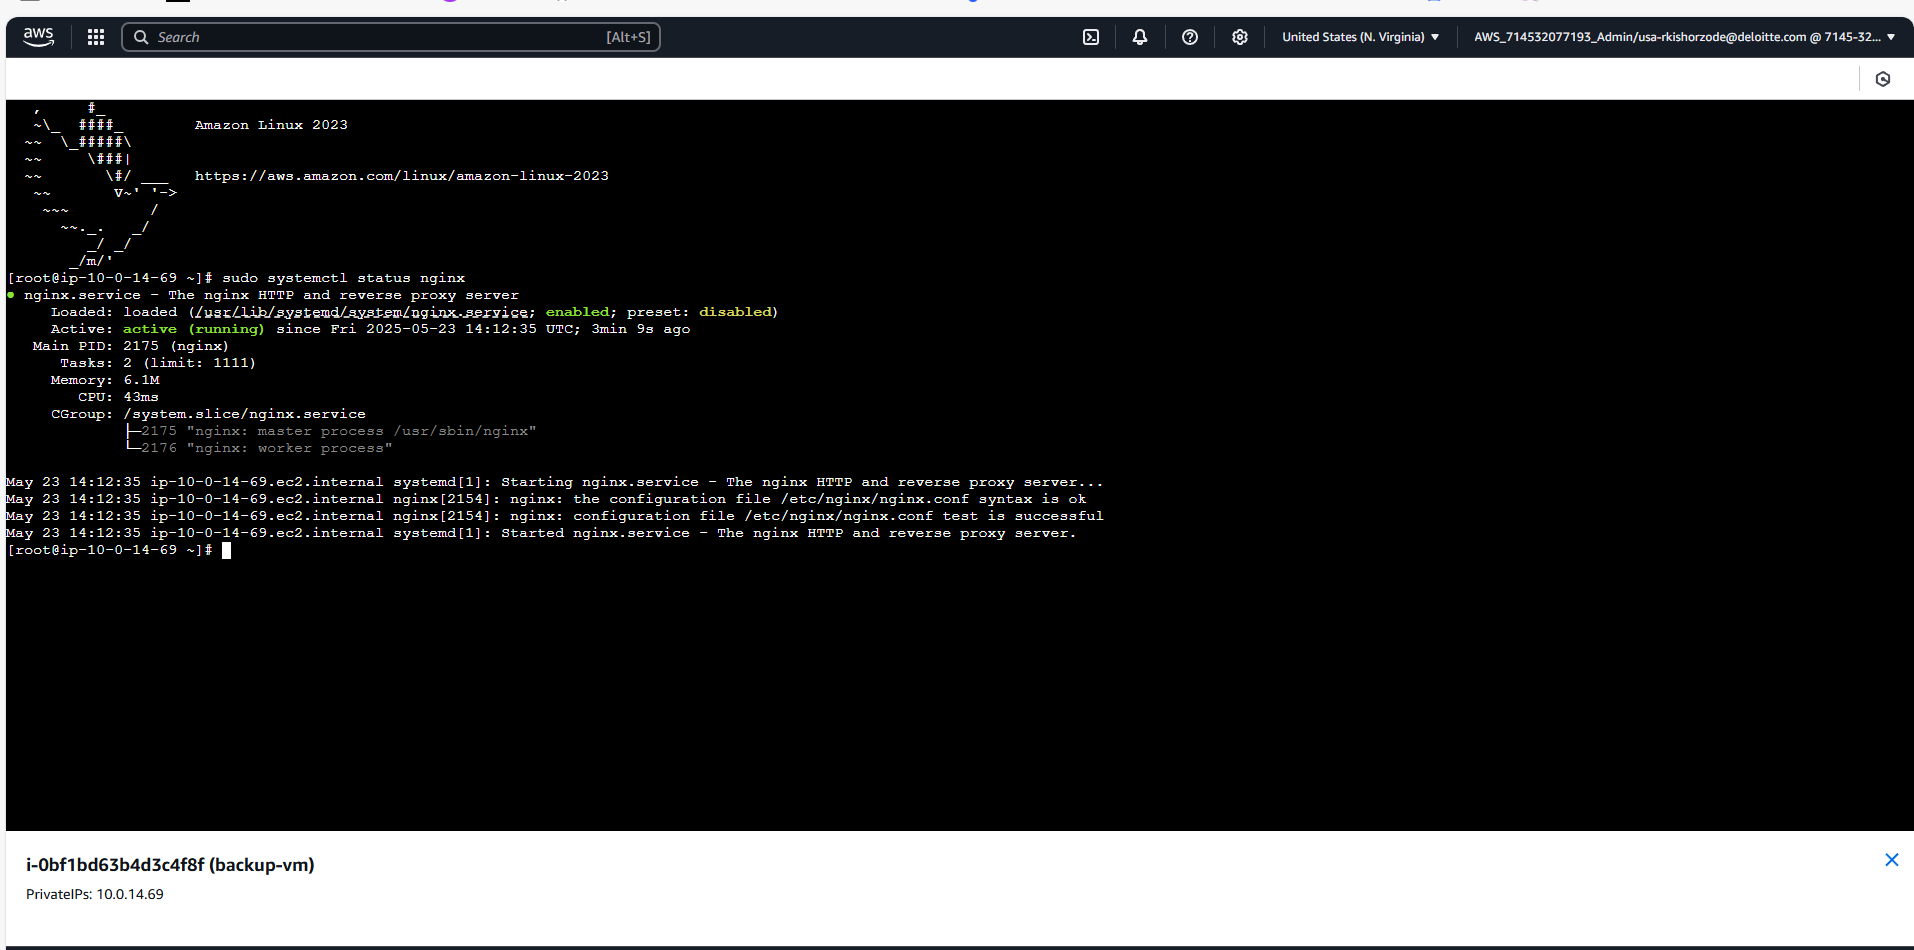 aws
Search [Alt+S]
United States (N. Virginia)
AWS_714532077193_Admin/usa-rkishorzode@deloitte.com @ 7145-32...
   ,     #_
   ~\_  ####_        Amazon Linux 2023
  ~~  \_#####\
  ~~     \###|
  ~~       \#/ ___   https://aws.amazon.com/linux/amazon-linux-2023
   ~~       V~' '->
    ~~~         /
      ~~._.   _/
         _/ _/
       _/m/'
[root@ip-10-0-14-69 ~]# sudo systemctl status nginx
● nginx.service - The nginx HTTP and reverse proxy server
     Loaded: loaded (/usr/lib/systemd/system/nginx.service; enabled; preset: disabled)
     Active: active (running) since Fri 2025-05-23 14:12:35 UTC; 3min 9s ago
   Main PID: 2175 (nginx)
      Tasks: 2 (limit: 1111)
     Memory: 6.1M
        CPU: 43ms
     CGroup: /system.slice/nginx.service
             ├─2175 "nginx: master process /usr/sbin/nginx"
             └─2176 "nginx: worker process"
May 23 14:12:35 ip-10-0-14-69.ec2.internal systemd[1]: Starting nginx.service - The nginx HTTP and reverse proxy server...
May 23 14:12:35 ip-10-0-14-69.ec2.internal nginx[2154]: nginx: the configuration file /etc/nginx/nginx.conf syntax is ok
May 23 14:12:35 ip-10-0-14-69.ec2.internal nginx[2154]: nginx: configuration file /etc/nginx/nginx.conf test is successful
May 23 14:12:35 ip-10-0-14-69.ec2.internal systemd[1]: Started nginx.service - The nginx HTTP and reverse proxy server.
[root@ip-10-0-14-69 ~]#
i-0bf1bd63b4d3c4f8f (backup-vm)
PrivateIPs: 10.0.14.69